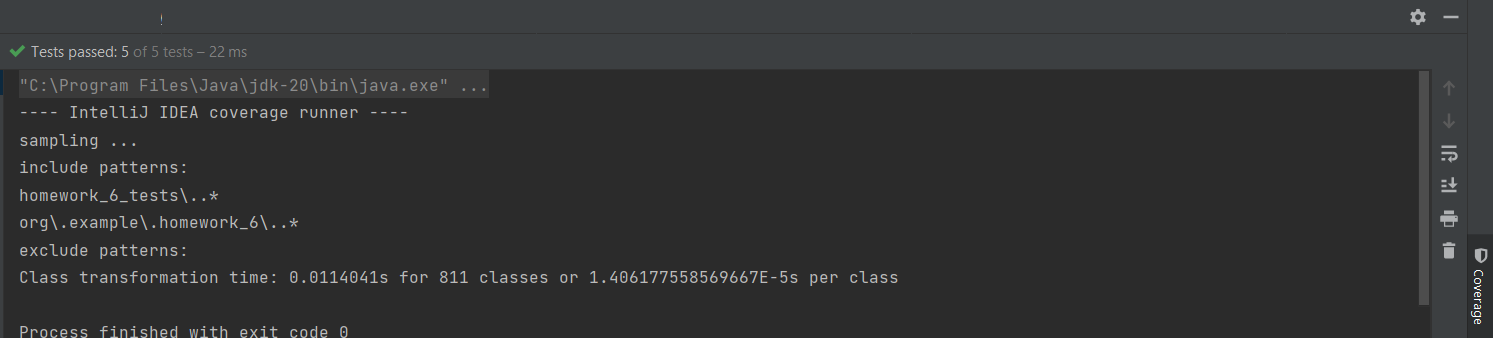 Tests passed: 5 of 5 tests – 22 ms
"C:\Program Files\Java\jdk-20\bin\java.exe" ...
---- IntelliJ IDEA coverage runner ----
sampling ...
include patterns:
homework_6_tests\..*
org\.example\.homework_6\..*
exclude patterns:
Class transformation time: 0.0114041s for 811 classes or 1.406177558569667E-5s per class
Process finished with exit code 0
Coverage